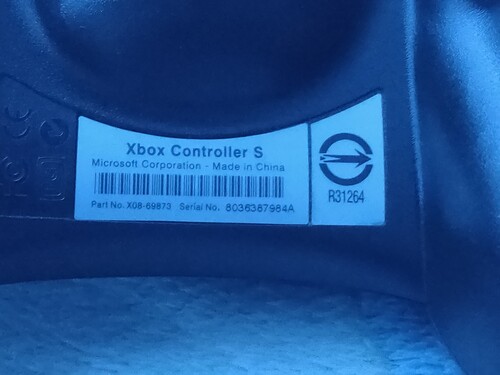 Xbox Controller S
Microsoft Corporation - Made in China
Part No. X08-69873 Serial No. 8036387984A
R31264